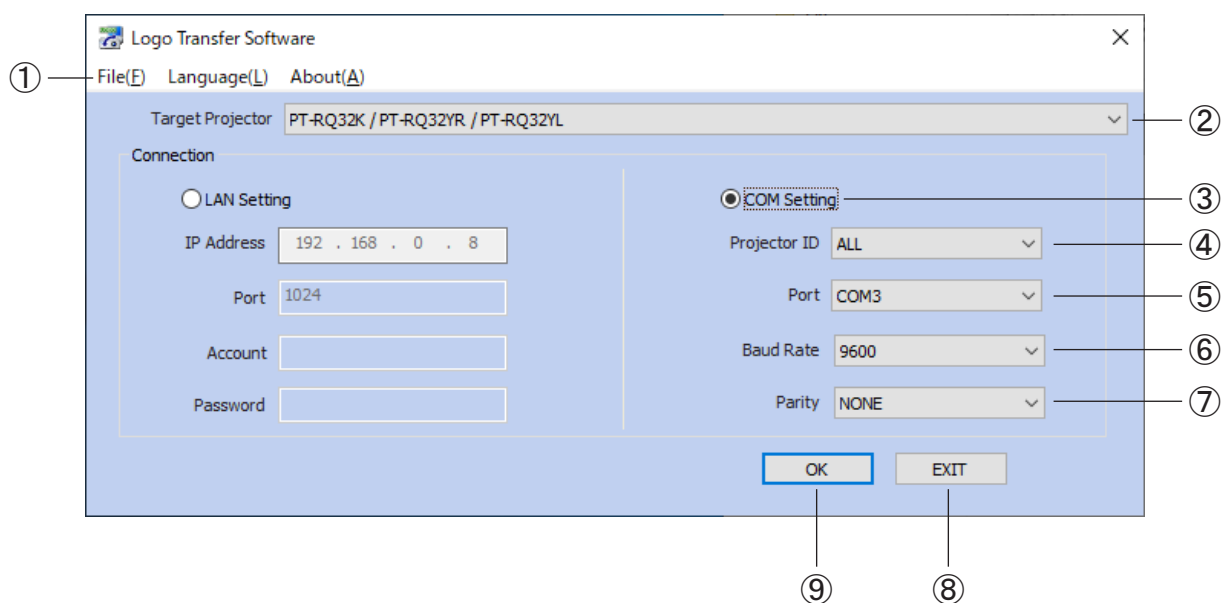 Logo Transfer Software
① File(F) Language(L) About(A)
Target Projector PT-RQ32K / PT-RQ32YR / PT-RQ32YL ②
Connection
LAN Setting COM Setting ③
IP Address 192 . 168 . 0 . 8 Projector ID ALL ④
Port 1024 Port COM3 ⑤
Account Baud Rate 9600 ⑥
Password Parity NONE ⑦
OK EXIT
⑨ ⑧